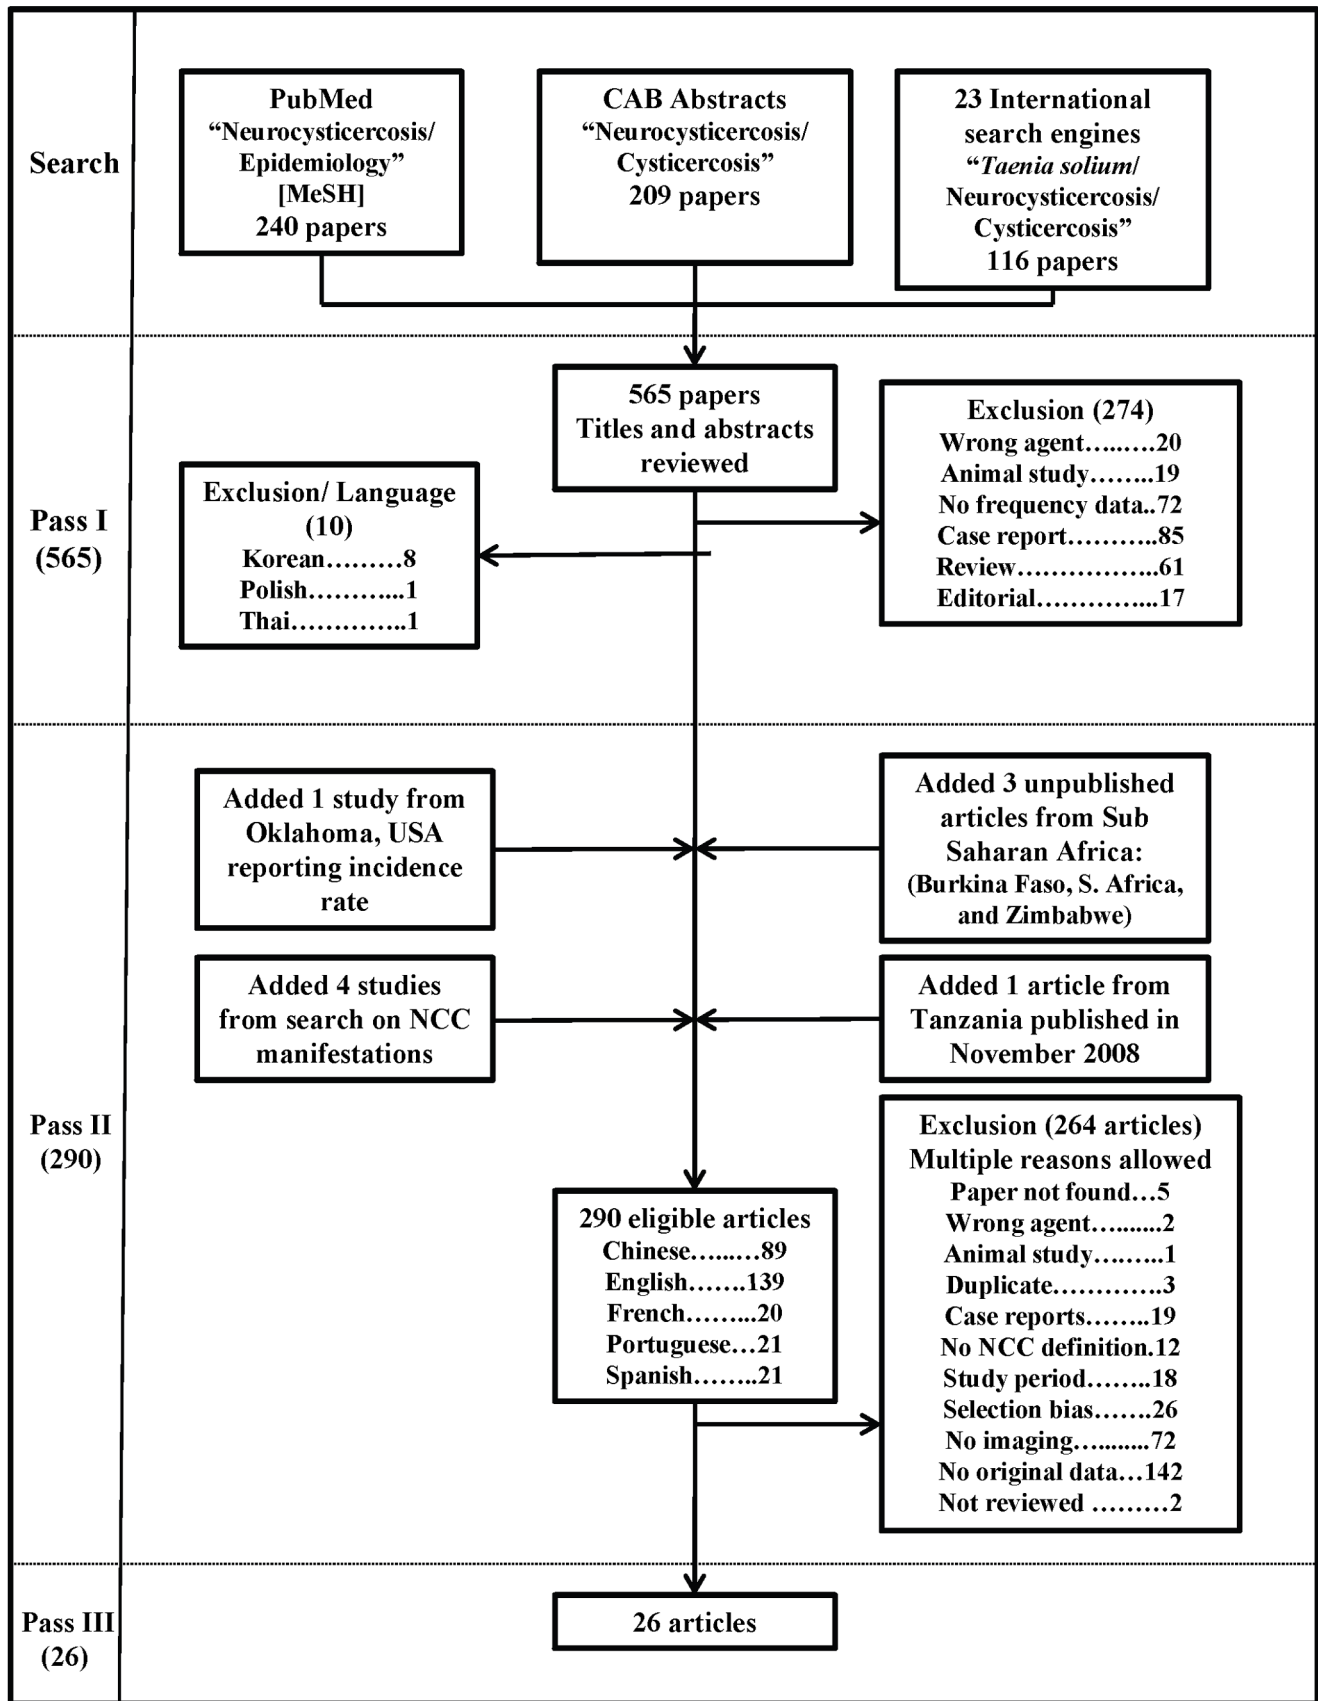 Search
PubMed
“Neurocysticercosis/
Epidemiology”
[MeSH]
240 papers
CAB Abstracts
“Neurocysticercosis/
Cysticercosis”
209 papers
23 International
search engines
“Taenia solium/
Neurocysticercosis/
Cysticercosis”
116 papers
Pass I
(565)
565 papers
Titles and abstracts
reviewed
Exclusion (274)
Wrong agent…..….20
Animal study……..19
No frequency data..72
Case report………..85
Review…………….61
Editorial…………...17
Exclusion/ Language
(10)
Korean………8
Polish………...1
Thai…………..1
Pass II
(290)
Added 1 study from
Oklahoma, USA
reporting incidence
rate
Added 3 unpublished
articles from Sub
Saharan Africa:
(Burkina Faso, S. Africa,
and Zimbabwe)
Added 4 studies
from search on NCC
manifestations
Added 1 article from
Tanzania published in
November 2008
290 eligible articles
Chinese…...…89
English…….139
French……...20
Portuguese…21
Spanish……..21
Exclusion (264 articles)
Multiple reasons allowed
Paper not found…5
Wrong agent….......2
Animal study…..….1
Duplicate………….3
Case reports……..19
No NCC definition.12
Study period……..18
Selection bias…….26
No imaging…........72
No original data…142
Not reviewed ………2
Pass III
(26)
26 articles